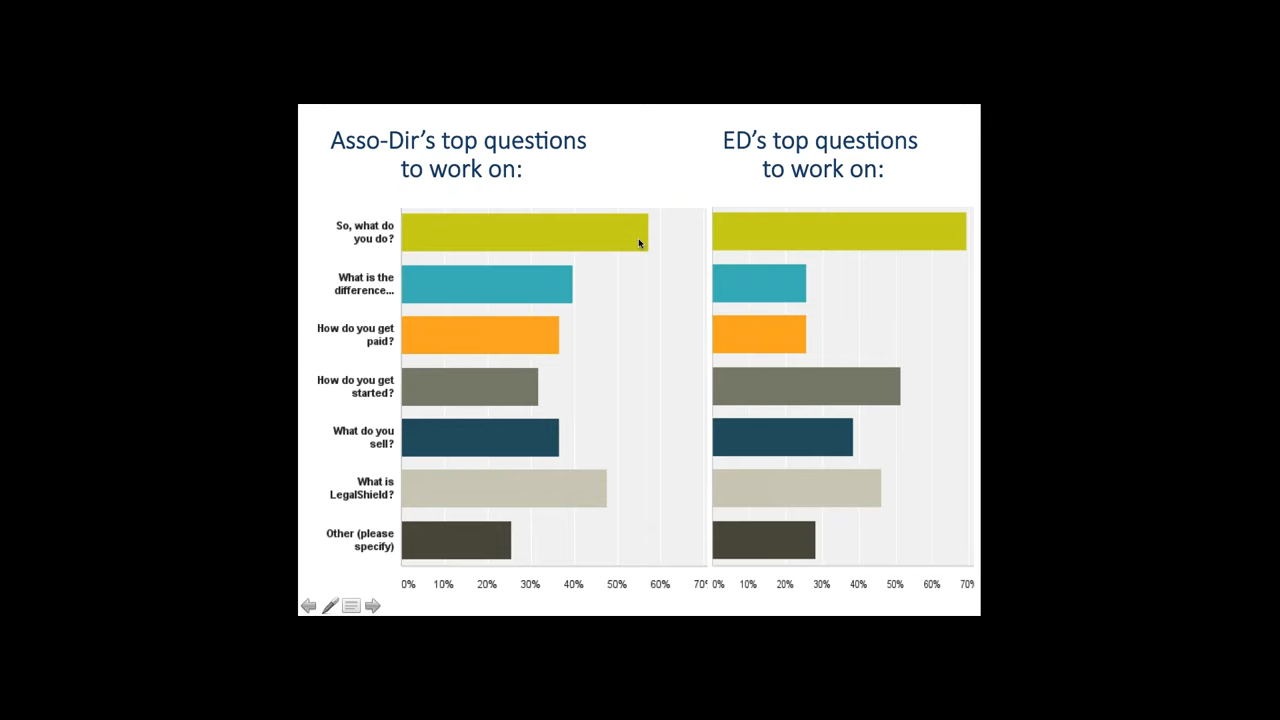 Asso-Dir's top questions
to work on:
ED's top questions
to work on:
So, what do
you do?
What is the
difference...
How do you get
paid?
How do you get
started?
What do you
sell?
What is
LegalShield?
Other (please
specify)
0% 10% 20% 30% 40% 50% 60% 70%
0% 10% 20% 30% 40% 50% 60% 70%